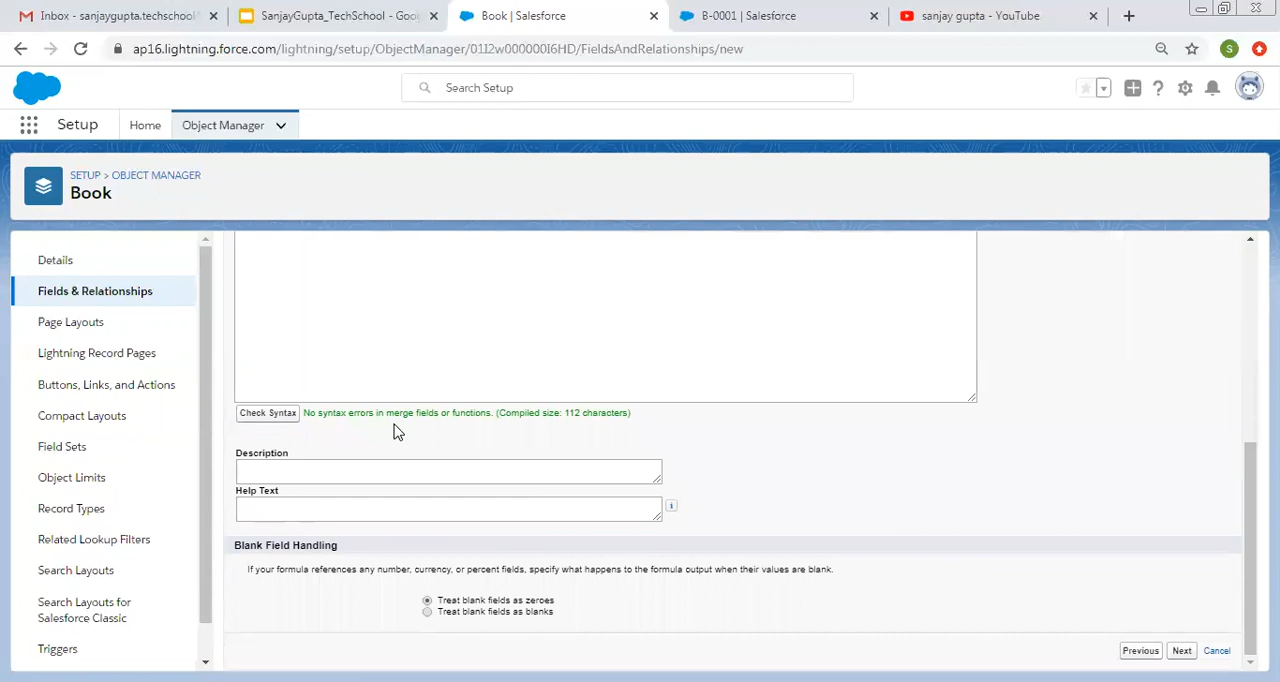 Inbox - sanjaygupta.techschool
SanjayGupta_TechSchool - Goo
Book | Salesforce
B-0001 | Salesforce
sanjay gupta - YouTube
ap16.lightning.force.com/lightning/setup/ObjectManager/01I2w000000I6HD/FieldsAndRelationships/new
S
Search Setup
Setup
Home
Object Manager
SETUP > OBJECT MANAGER
Book
Details
Fields & Relationships
Page Layouts
Lightning Record Pages
Buttons, Links, and Actions
Compact Layouts
Field Sets
Object Limits
Record Types
Related Lookup Filters
Search Layouts
Search Layouts for
Salesforce Classic
Triggers
Check Syntax
No syntax errors in merge fields or functions. (Compiled size: 112 characters)
Description
Help Text
i
Blank Field Handling
If your formula references any number, currency, or percent fields, specify what happens to the formula output when their values are blank.
Treat blank fields as zeroes
Treat blank fields as blanks
Previous
Next
Cancel